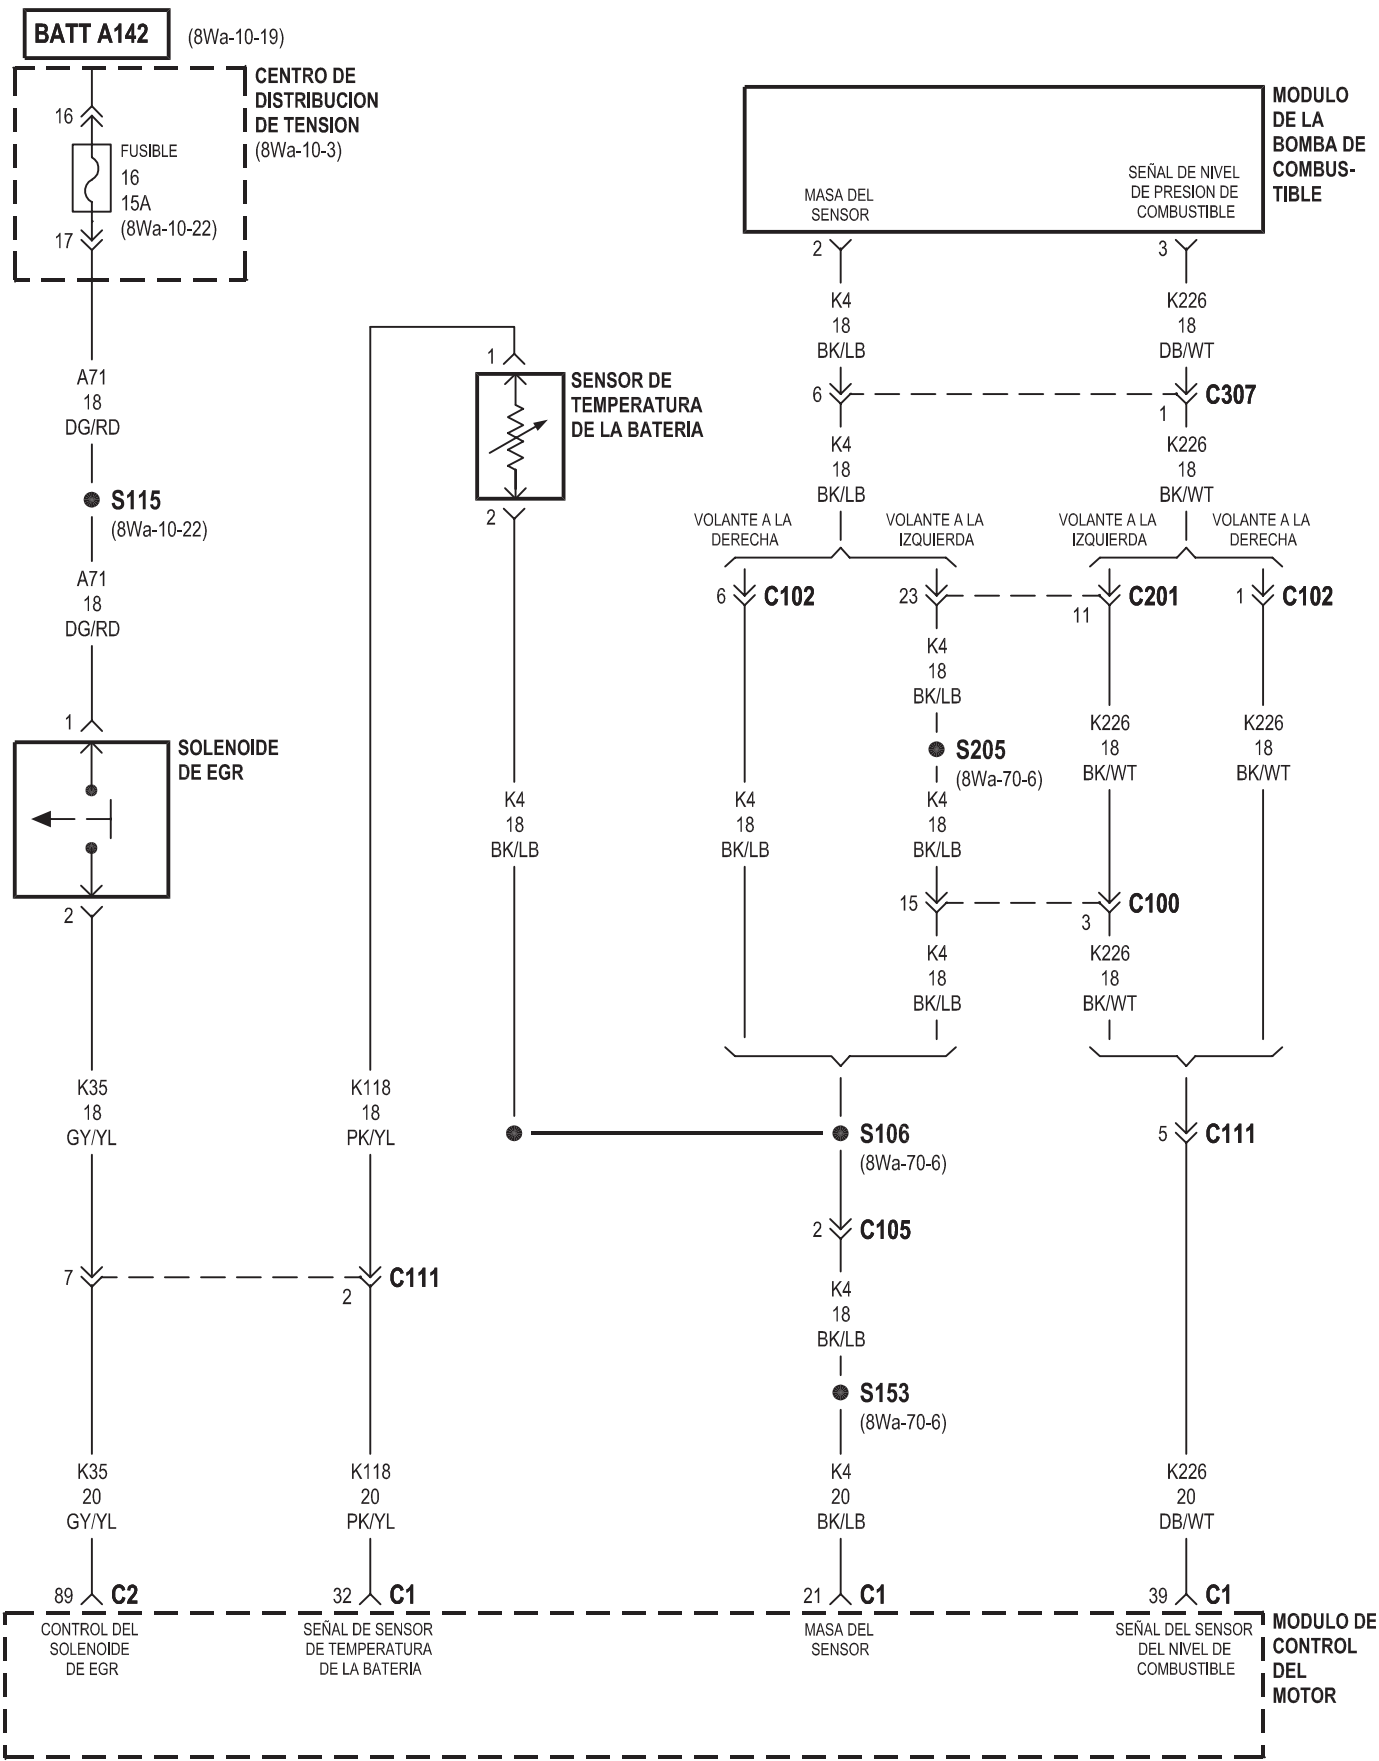 BATT A142 (8Wa-10-19)
CENTRO DE
DISTRIBUCION
DE TENSION
(8Wa-10-3)
16
FUSIBLE
16
15A
(8Wa-10-22)
17
MODULO
DE LA
BOMBA DE
COMBUS-
TIBLE
MASA DEL
SENSOR
SEÑAL DE NIVEL
DE PRESION DE
COMBUSTIBLE
2
3
K4
18
BK/LB
K226
18
DB/WT
6
1
C307
K4
18
BK/LB
K226
18
BK/WT
A71
18
DG/RD
S115
(8Wa-10-22)
A71
18
DG/RD
1
SENSOR DE
TEMPERATURA
DE LA BATERIA
2
VOLANTE A LA
DERECHA
VOLANTE A LA
IZQUIERDA
VOLANTE A LA
IZQUIERDA
VOLANTE A LA
DERECHA
6 C102
23
11
C201
1 C102
K4
18
BK/LB
S205
(8Wa-70-6)
K226
18
BK/WT
K226
18
BK/WT
1
SOLENOIDE
DE EGR
2
K4
18
BK/LB
K4
18
BK/LB
K4
18
BK/LB
15
3
C100
K4
18
BK/LB
K226
18
BK/WT
K35
18
GY/YL
K118
18
PK/YL
S106
(8Wa-70-6)
5 C111
2 C105
7
2
C111
K4
18
BK/LB
S153
(8Wa-70-6)
K35
20
GY/YL
K118
20
PK/YL
K4
20
BK/LB
K226
20
DB/WT
89 C2
32 C1
21 C1
39 C1
CONTROL DEL
SOLENOIDE
DE EGR
SEÑAL DE SENSOR
DE TEMPERATURA
DE LA BATERIA
MASA DEL
SENSOR
SEÑAL DEL SENSOR
DEL NIVEL DE
COMBUSTIBLE
MODULO DE
CONTROL
DEL
MOTOR